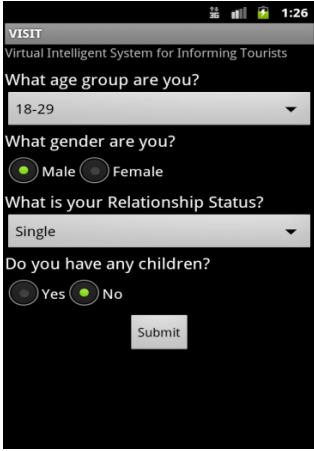 3G 1:26
VISIT
Virtual Intelligent System for Informing Tourists
What age group are you?
18-29
What gender are you?
Male Female
What is your Relationship Status?
Single
Do you have any children?
Yes No
Submit